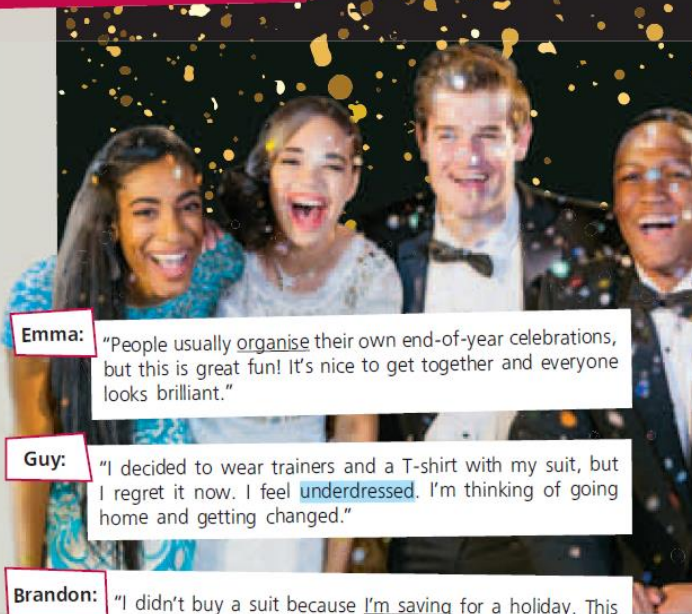 Emma:
"People usually organise their own end-of-year celebrations,
but this is great fun! It's nice to get together and everyone
looks brilliant."
Guy:
"I decided to wear trainers and a T-shirt with my suit, but
I regret it now. I feel underdressed. I'm thinking of going
home and getting changed."
Brandon:
"I didn't buy a suit because I'm saving for a holiday. This